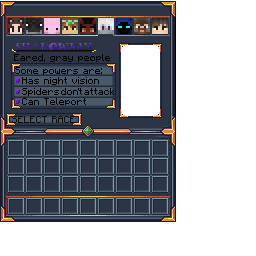 Eared, gray people
Some powers are:
Has night vision
Spiders don't attack
Can Teleport
SELECT RACE